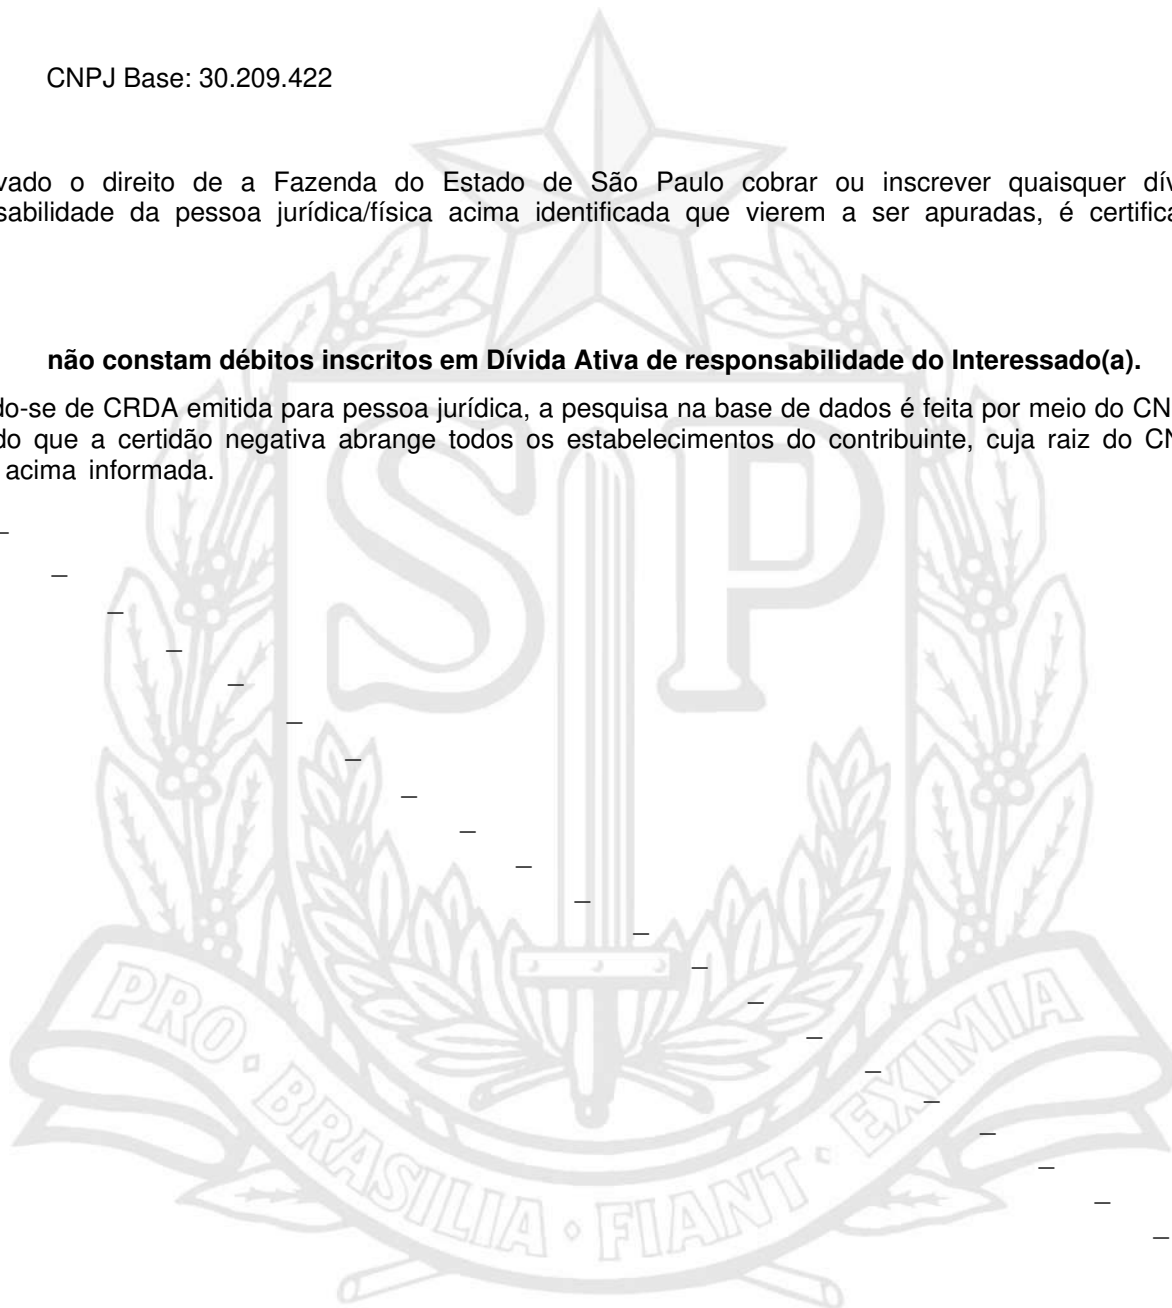 CNPJ Base: 30.209.422
vado o direito de a Fazenda do Estado de São Paulo cobrar ou inscrever quaisquer dív
sabilidade da pessoa jurídica/física acima identificada que vierem a ser apuradas, é certifica
não constam débitos inscritos em Dívida Ativa de responsabilidade do Interessado(a).
do-se de CRDA emitida para pessoa jurídica, a pesquisa na base de dados é feita por meio do CN
do que a certidão negativa abrange todos os estabelecimentos do contribuinte, cuja raiz do CN
acima informada.
SP
PRO · BRASILIA · FIANT · EXIMIA